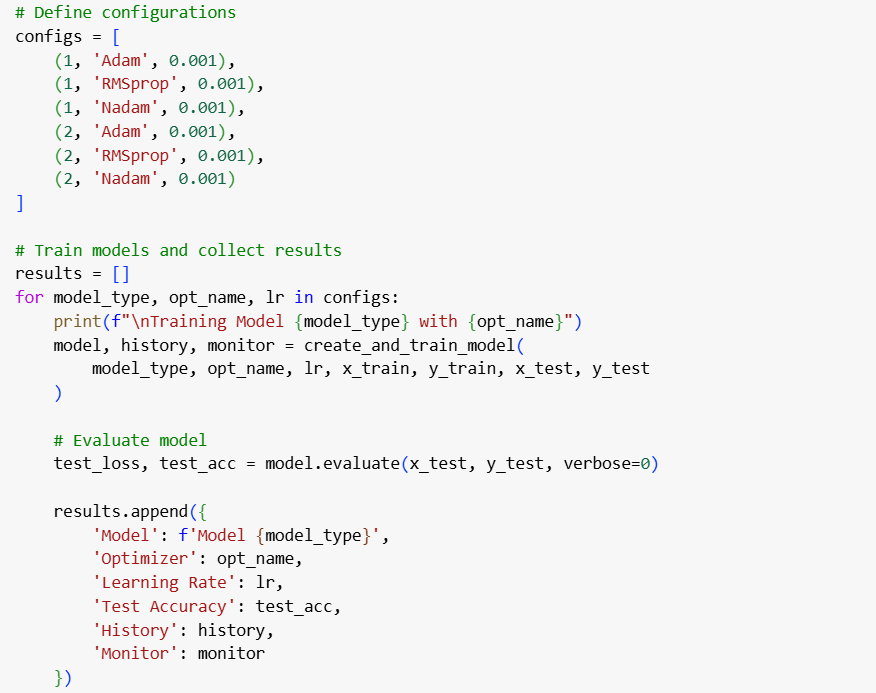 # Define configurations
configs = [
    (1, 'Adam', 0.001),
    (1, 'RMSprop', 0.001),
    (1, 'Nadam', 0.001),
    (2, 'Adam', 0.001),
    (2, 'RMSprop', 0.001),
    (2, 'Nadam', 0.001)
]

# Train models and collect results
results = []
for model_type, opt_name, lr in configs:
    print(f"\nTraining Model {model_type} with {opt_name}")
    model, history, monitor = create_and_train_model(
        model_type, opt_name, lr, x_train, y_train, x_test, y_test
    )

    # Evaluate model
    test_loss, test_acc = model.evaluate(x_test, y_test, verbose=0)

    results.append({
        'Model': f'Model {model_type}',
        'Optimizer': opt_name,
        'Learning Rate': lr,
        'Test Accuracy': test_acc,
        'History': history,
        'Monitor': monitor
    })